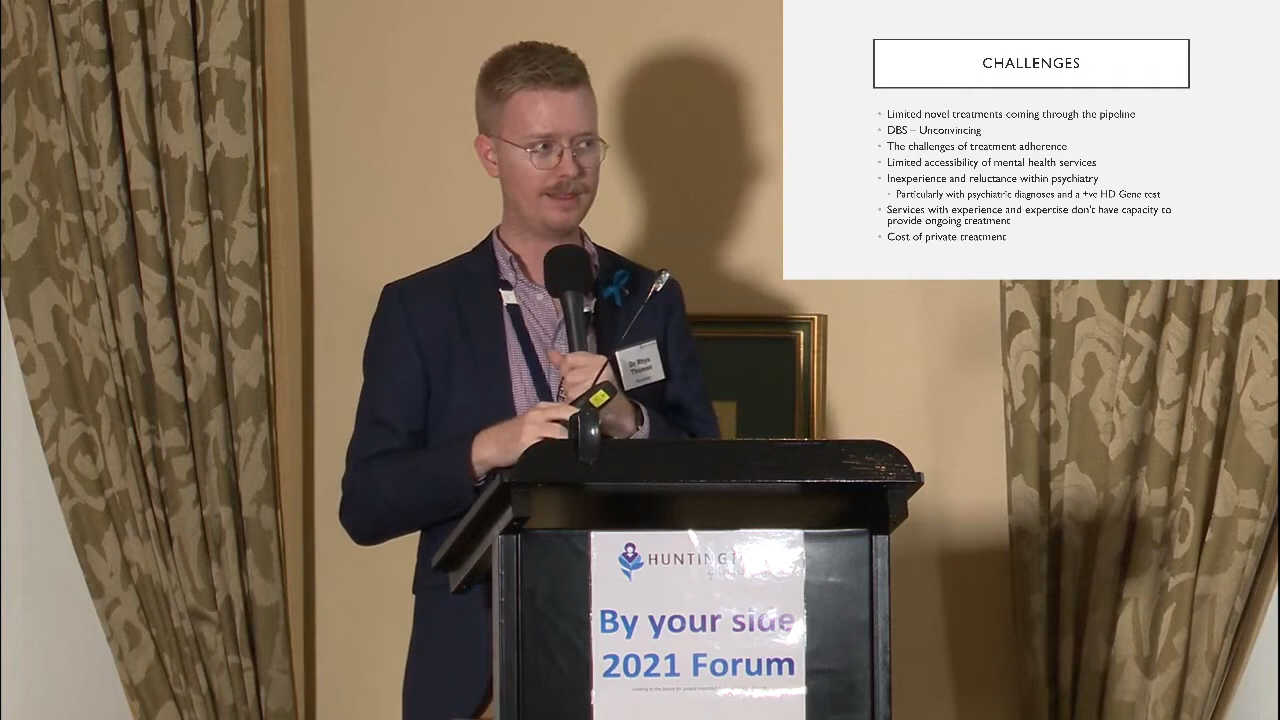 CHALLENGES
Limited novel treatments coming through the pipeline
DBS – Unconvincing
The challenges of treatment adherence
Limited accessibility of mental health services
Inexperience and reluctance within psychiatry
Particularly with psychiatric diagnoses and a +ve HD Gene test
Services with experience and expertise don't have capacity to
provide ongoing treatment
Cost of private treatment
Dr Rhys
Thomas
By your side
2021 Forum